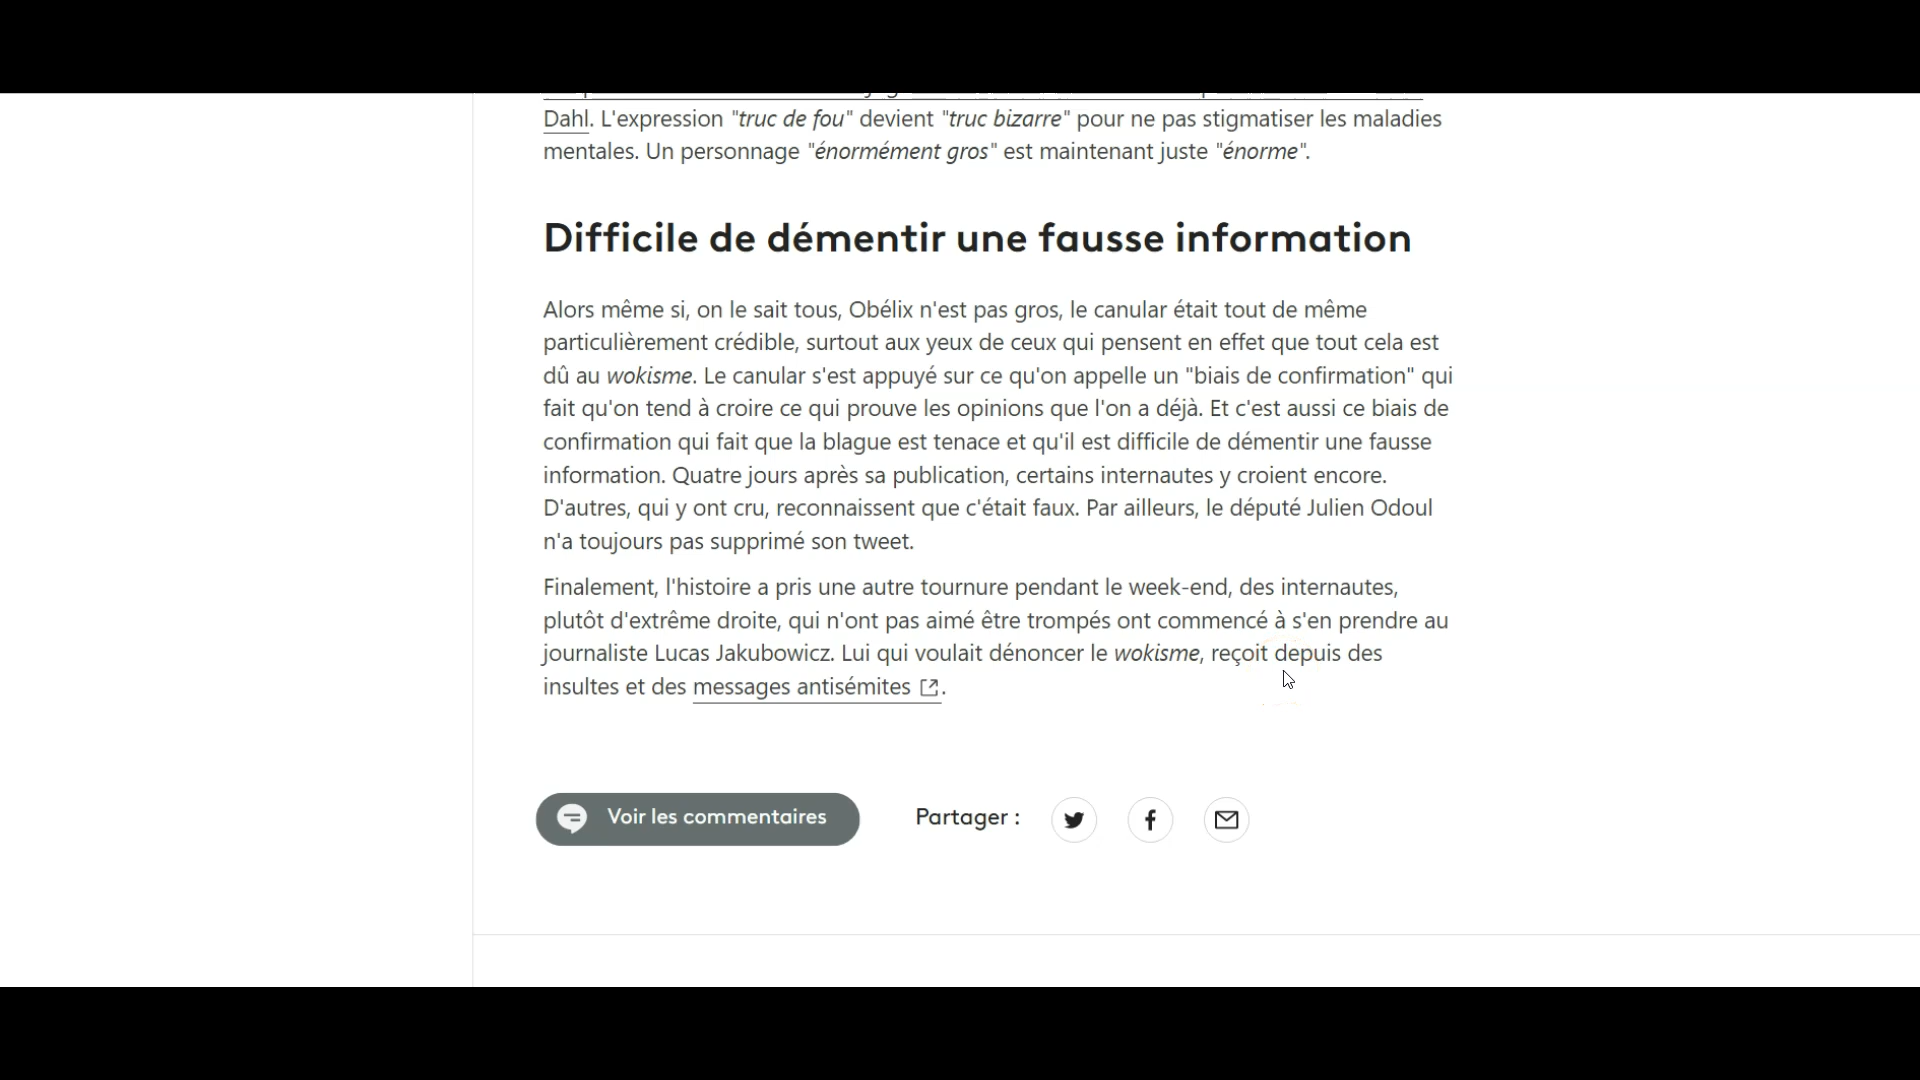 Dahl. L'expression "truc de fou" devient "truc bizarre" pour ne pas stigmatiser les maladies
mentales. Un personnage "énormément gros" est maintenant juste "énorme".
Difficile de démentir une fausse information
Alors même si, on le sait tous, Obélix n'est pas gros, le canular était tout de même
particulièrement crédible, surtout aux yeux de ceux qui pensent en effet que tout cela est
dû au wokisme. Le canular s'est appuyé sur ce qu'on appelle un "biais de confirmation" qui
fait qu'on tend à croire ce qui prouve les opinions que l'on a déjà. Et c'est aussi ce biais de
confirmation qui fait que la blague est tenace et qu'il est difficile de démentir une fausse
information. Quatre jours après sa publication, certains internautes y croient encore.
D'autres, qui y ont cru, reconnaissent que c'était faux. Par ailleurs, le député Julien Odoul
n'a toujours pas supprimé son tweet.
Finalement, l'histoire a pris une autre tournure pendant le week-end, des internautes,
plutôt d'extrême droite, qui n'ont pas aimé être trompés ont commencé à s'en prendre au
journaliste Lucas Jakubowicz. Lui qui voulait dénoncer le wokisme, reçoit depuis des
insultes et des messages antisémites.
Voir les commentaires
Partager :